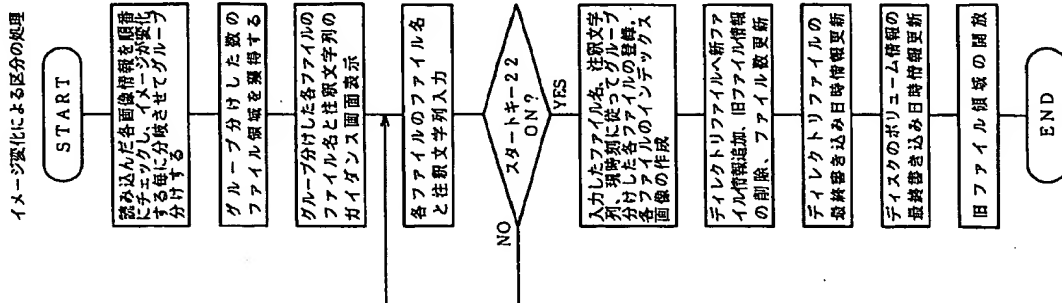 イメージ変化による区分の処理
START
読み込んだ各画像情報を順番
にチェックし、イメージが変化
する毎に分岐させてグループ
分けする
グループ分けした数の
ファイル領域を獲得する
グループ分けした各ファイルの
ファイル名と注釈文字列の
ガイダンス画面表示
各ファイルのファイル名
と注釈文字列入力
スタートキー22
ON?
NO
YES
入力したファイル名、注釈文字
列、現時刻に従ってグループ
分けした各ファイルの登録、
各ファイルのインデックス
画像の作成
ディレクトリファイルへ新ファ
イル情報追加、旧ファイル情報
の削除、ファイル数更新
ディレクトリファイルの
最終書き込み日時情報更新
ディスクのボリューム情報の
最終書き込み日時情報更新
旧ファイル領域の開放
END